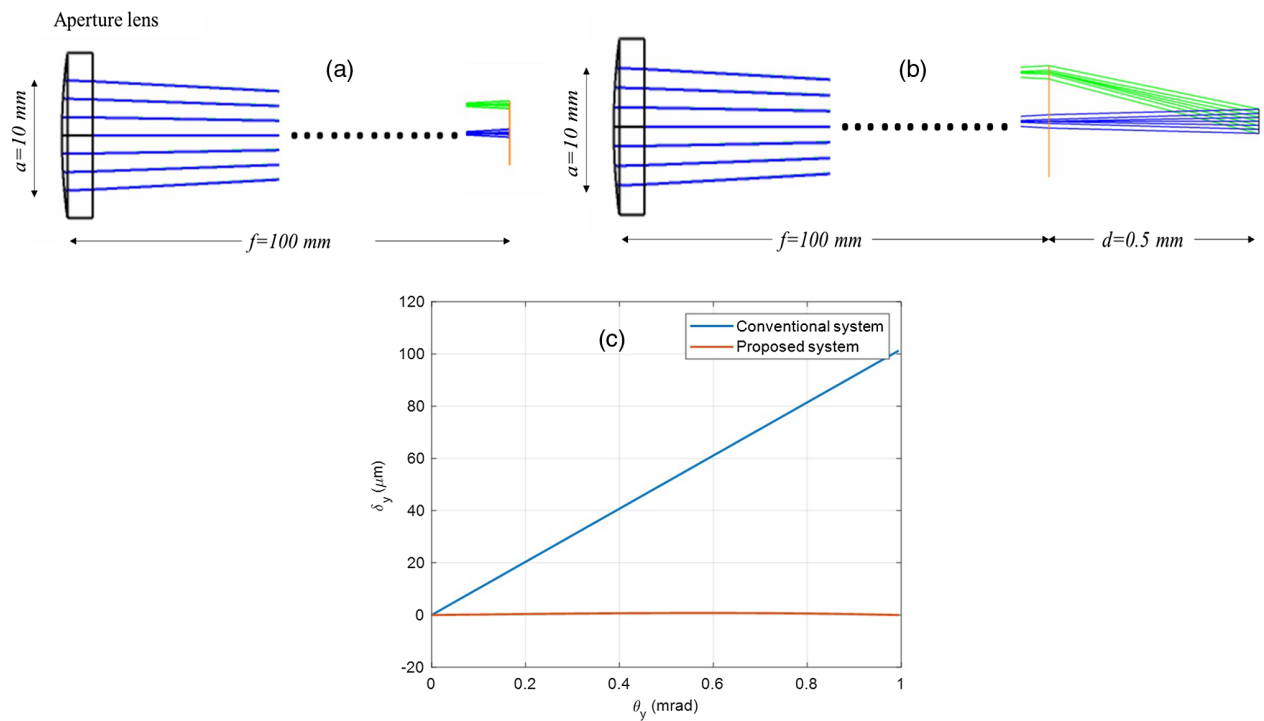 Aperture lens
(a)
a=10 mm
f=100 mm
(b)
a=10 mm
f=100 mm
d=0.5 mm
(c)
Conventional system
Proposed system
120
100
80
60
40
20
0
-20
δy (μm)
0 0.2 0.4 0.6 0.8 1
θy (mrad)